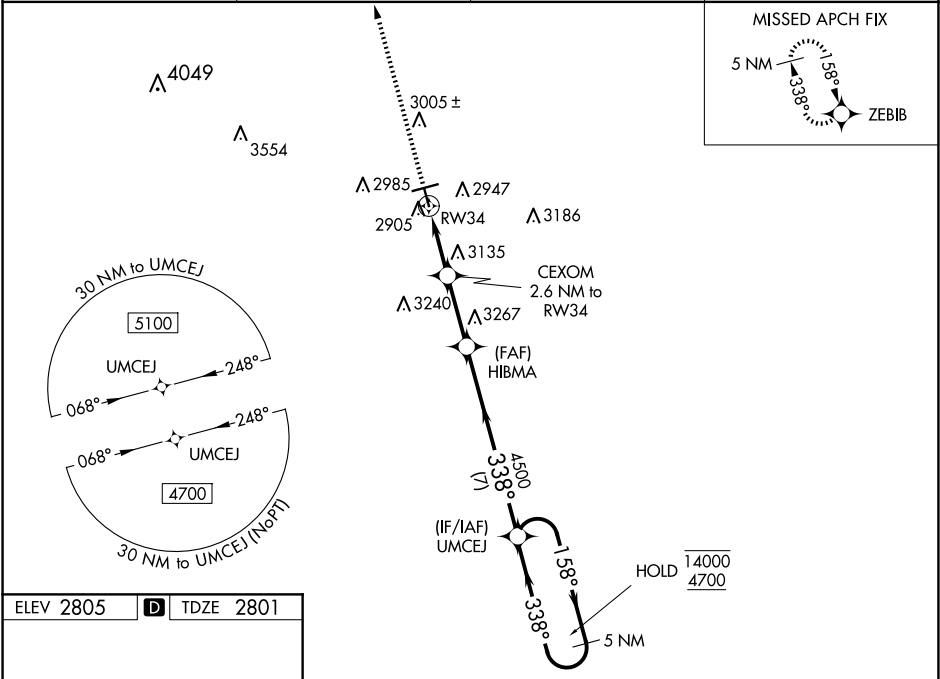 MISSED APCH FIX
5 NM
158°
338°
ZEBIB
4049
3554
3005 ±
2985
2947
2905
RW34
3186
3135
CEXOM
2.6 NM to
RW34
3240
3267
(FAF)
HIBMA
30 NM to UMCEJ
5100
UMCEJ
248°
068°
248°
068°
UMCEJ
4700
30 NM to UMCEJ (NoPT)
4500
338°
(7)
(IF/IAF)
UMCEJ
158°
338°
HOLD
14000
4700
5 NM
ELEV 2805
D
TDZE 2801